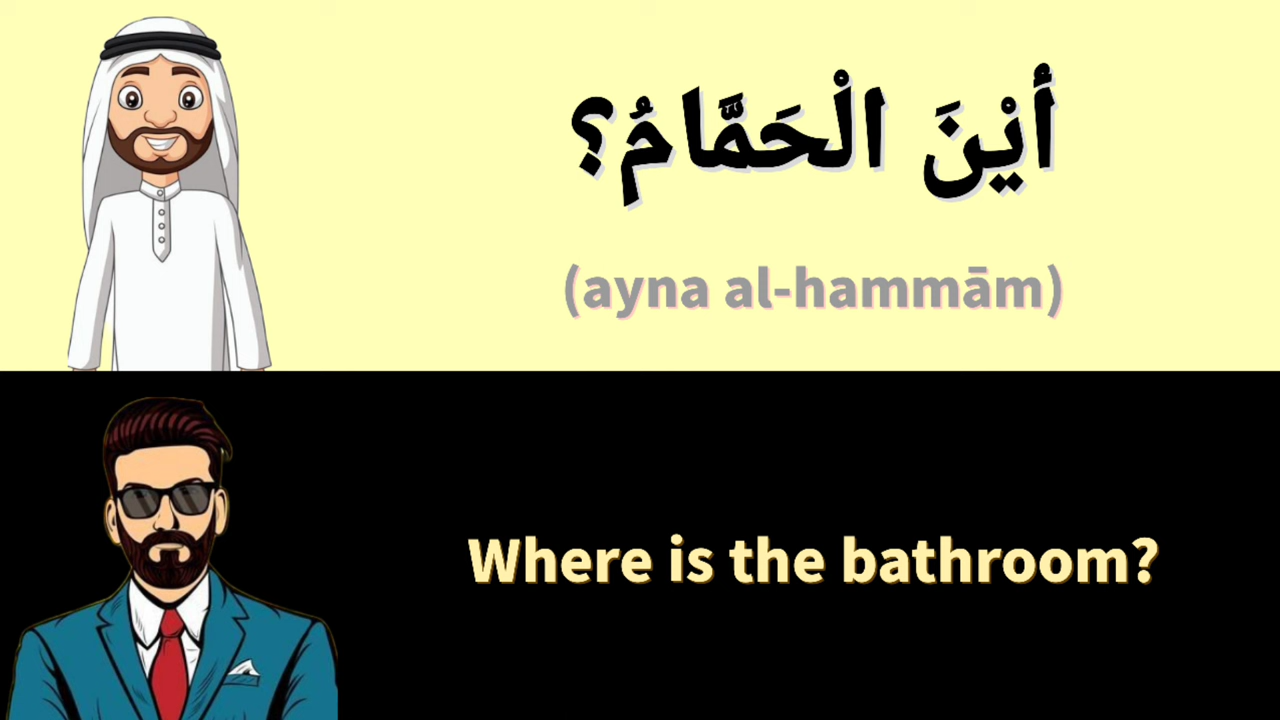 أَيْنَ الْحَمَّامُ؟
(ayna al-hammām)
Where is the bathroom?